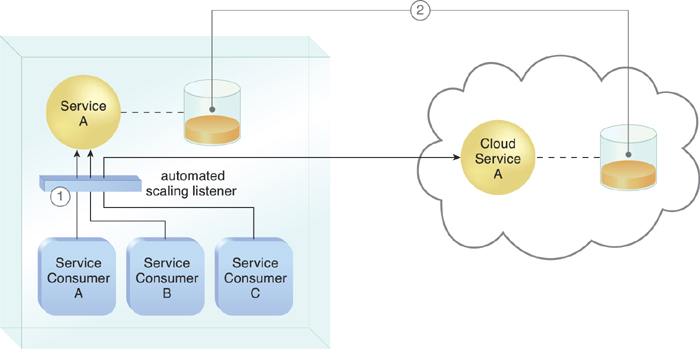 2
Service
A
Cloud
Service
A
automated
scaling listener
1
Service
Consumer
A
Service
Consumer
B
Service
Consumer
C